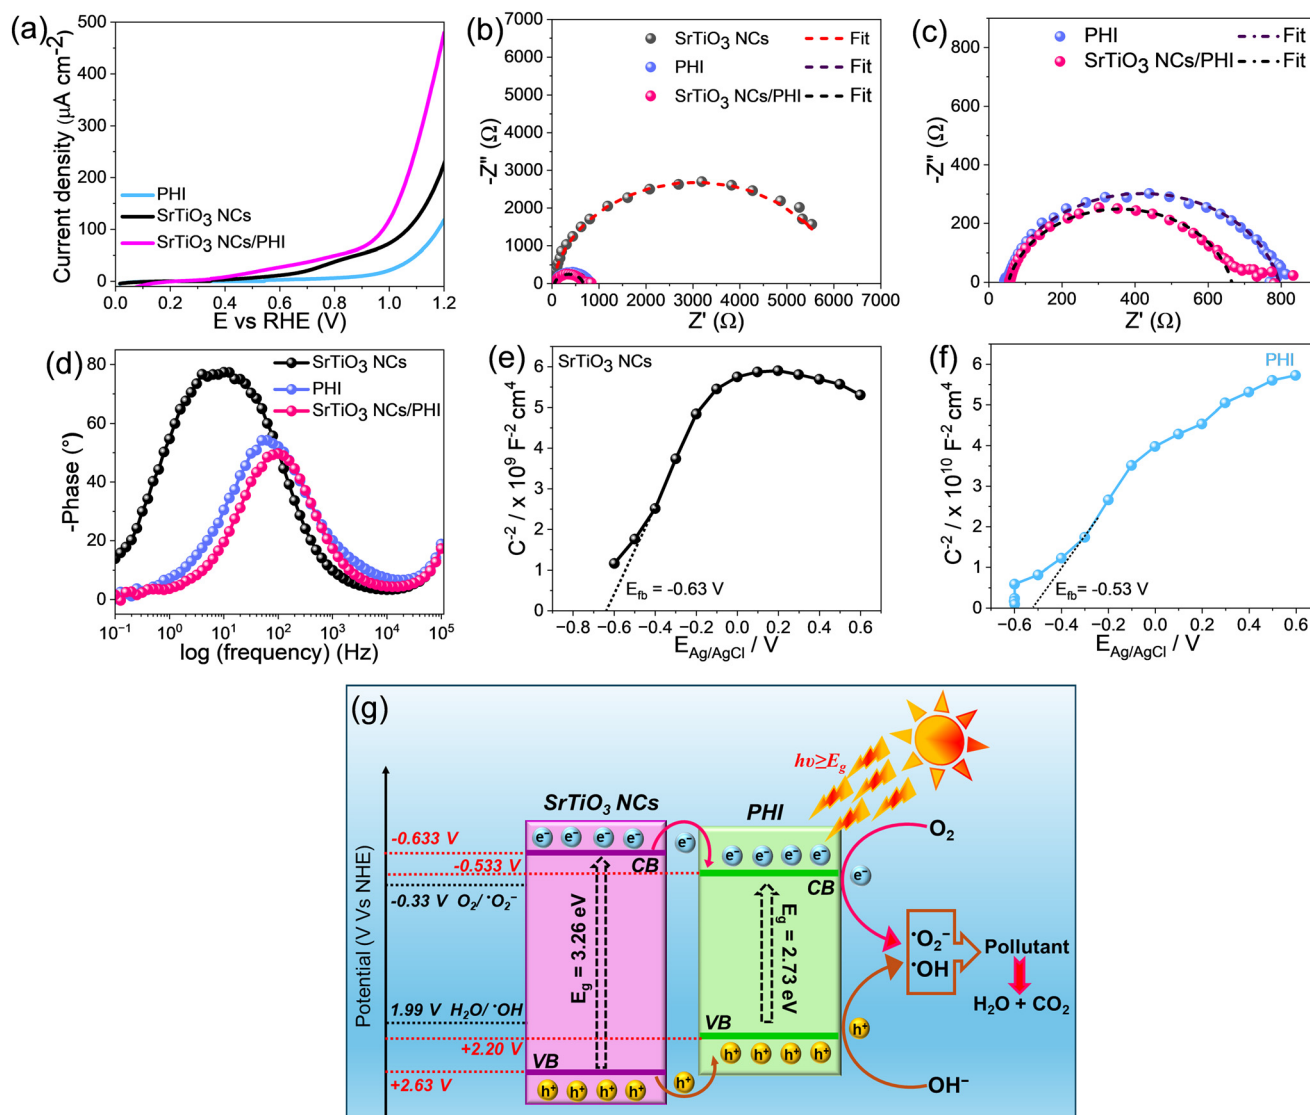 (a)
500
400
300
200
100
0
Current density (µA cm⁻²)
PHI
SrTiO₃ NCs
SrTiO₃ NCs/PHI
0.0 0.2 0.4 0.6 0.8 1.0 1.2
E vs RHE (V)
(b)
7000
6000
5000
4000
3000
2000
1000
0
-Z'' (Ω)
SrTiO₃ NCs Fit
PHI Fit
SrTiO₃ NCs/PHI Fit
0 1000 2000 3000 4000 5000 6000 7000
Z' (Ω)
(c)
900
600
300
0
-Z'' (Ω)
PHI Fit
SrTiO₃ NCs/PHI Fit
0 200 400 600 800
Z' (Ω)
(d)
80
60
40
20
0
-Phase (°)
SrTiO₃ NCs
PHI
SrTiO₃ NCs/PHI
10⁻¹ 10⁰ 10¹ 10² 10³ 10⁴ 10⁵
log (frequency) (Hz)
(e)
SrTiO₃ NCs
6
5
4
3
2
1
0
C⁻² / x 10⁹ F⁻² cm⁴
E_fb = -0.63 V
−0.8 −0.6 −0.4 −0.2 0.0 0.2 0.4 0.6
E_Ag/AgCl / V
(f)
PHI
6
5
4
3
2
1
0
C⁻² / x 10¹⁰ F⁻² cm⁴
E_fb= -0.53 V
−0.6 −0.4 −0.2 0.0 0.2 0.4 0.6
E_Ag/AgCl / V
(g)
Potential (V Vs NHE)
hυ≥E_g
SrTiO₃ NCs
PHI
e⁻ e⁻ e⁻ e⁻
e⁻
e⁻ e⁻ e⁻ e⁻
e⁻
O₂
-0.633 V
-0.533 V
-0.33 V O₂/ •O₂⁻
CB
CB
E_g = 3.26 eV
E_g = 2.73 eV
•O₂⁻
•OH
Pollutant
H₂O + CO₂
1.99 V H₂O/ •OH
+2.20 V
+2.63 V
VB
VB
h⁺ h⁺ h⁺ h⁺
h⁺
h⁺ h⁺ h⁺ h⁺
h⁺
OH⁻